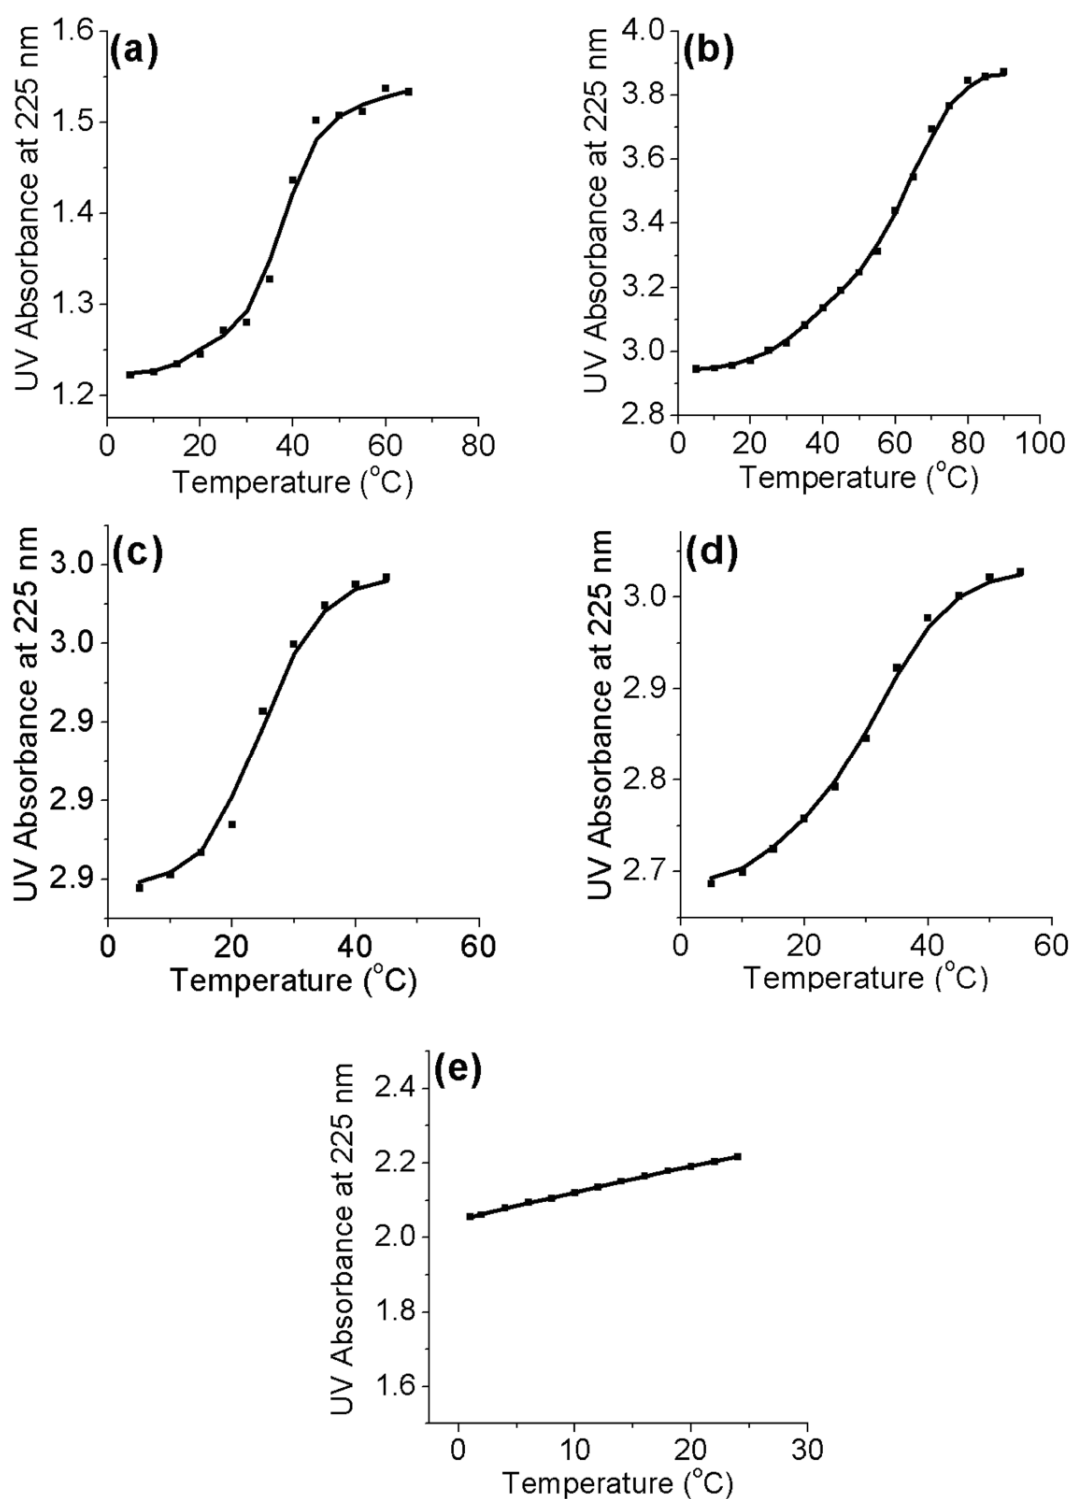 (a)
UV Absorbance at 225 nm
1.6
1.5
1.4
1.3
1.2
0 20 40 60 80
Temperature (°C)
(b)
UV Absorbance at 225 nm
4.0
3.8
3.6
3.4
3.2
3.0
2.8
0 20 40 60 80 100
Temperature (°C)
(c)
UV Absorbance at 225 nm
3.0
3.0
2.9
2.9
2.9
0 20 40 60
Temperature (°C)
(d)
UV Absorbance at 225 nm
3.0
2.9
2.8
2.7
0 20 40 60
Temperature (°C)
(e)
UV Absorbance at 225 nm
2.4
2.2
2.0
1.8
1.6
0 10 20 30
Temperature (°C)